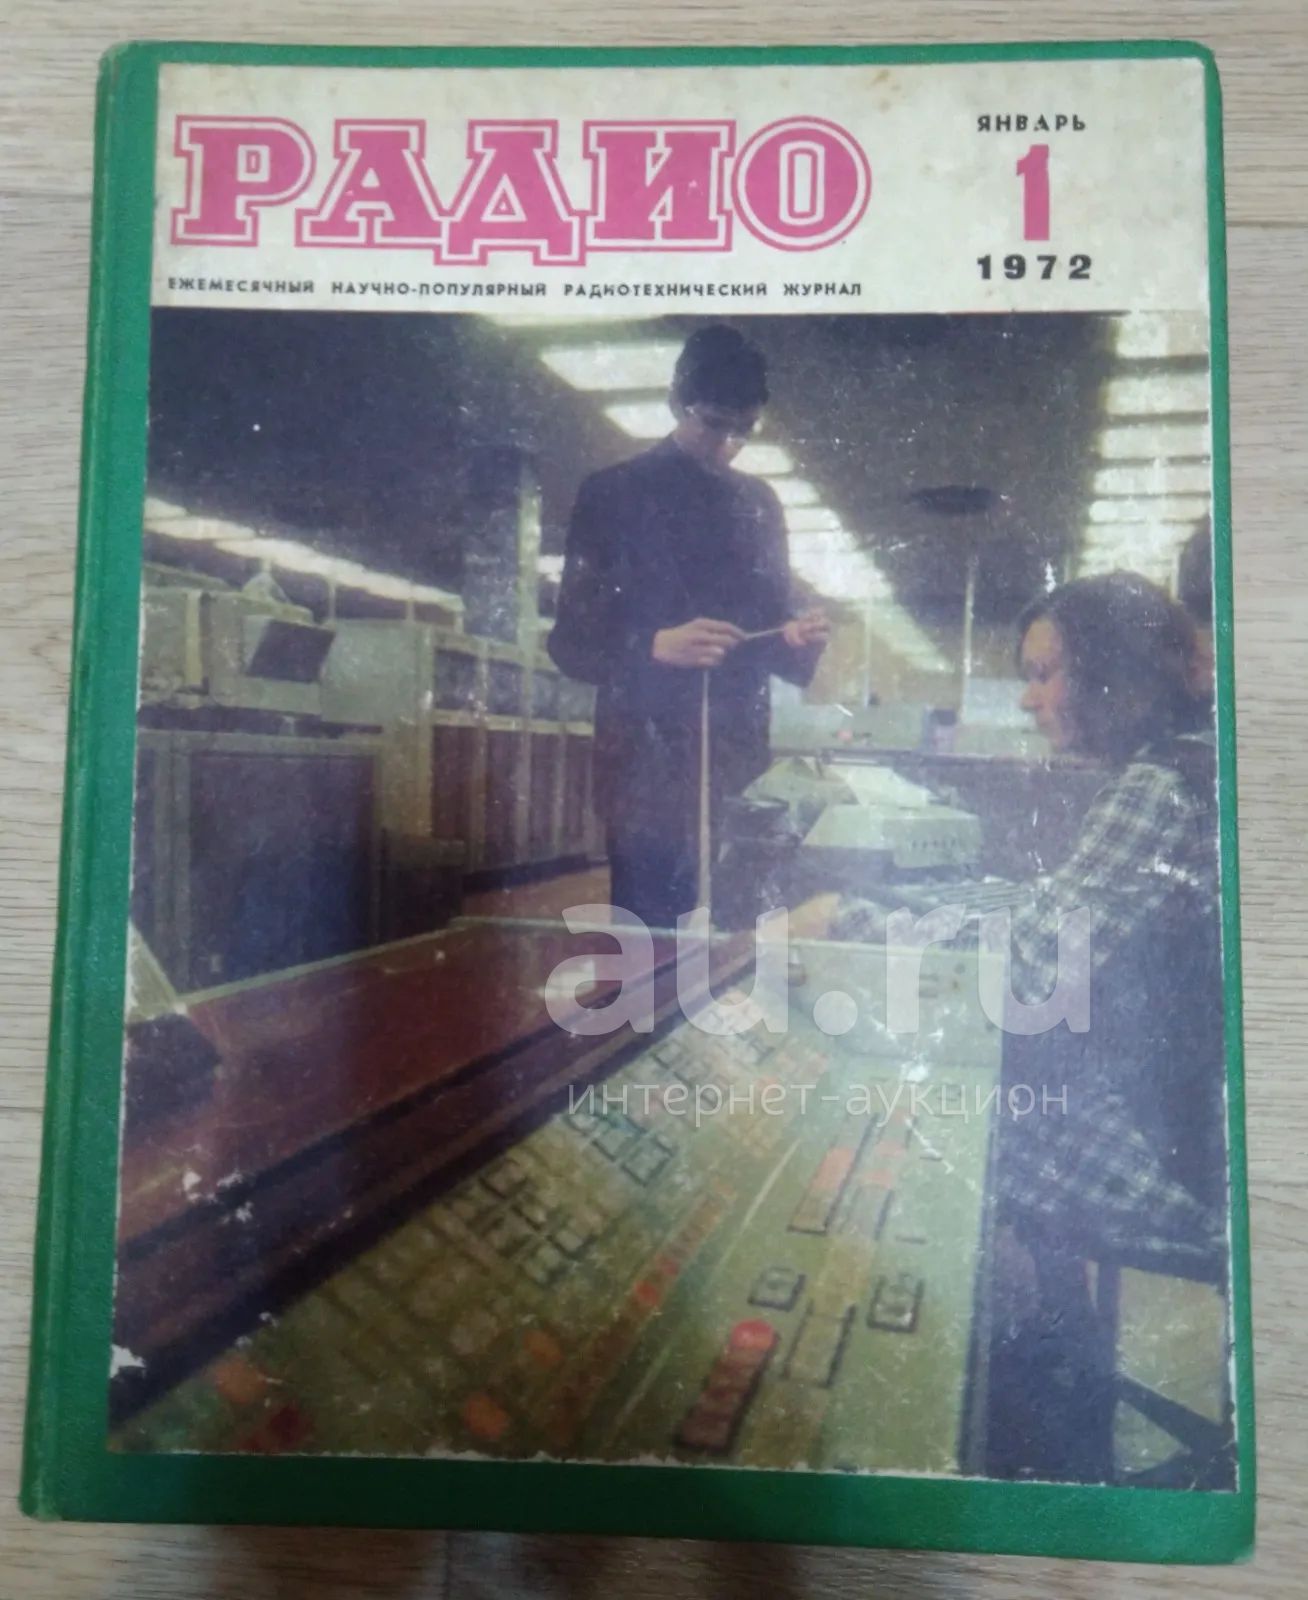 РАДИО
ЯНВАРЬ
1
1972
ЕЖЕМЕСЯЧНЫЙ НАУЧНО-ПОПУЛЯРНЫЙ РАДИОТЕХНИЧЕСКИЙ ЖУРНАЛ
au.ru
интернет-аукцион